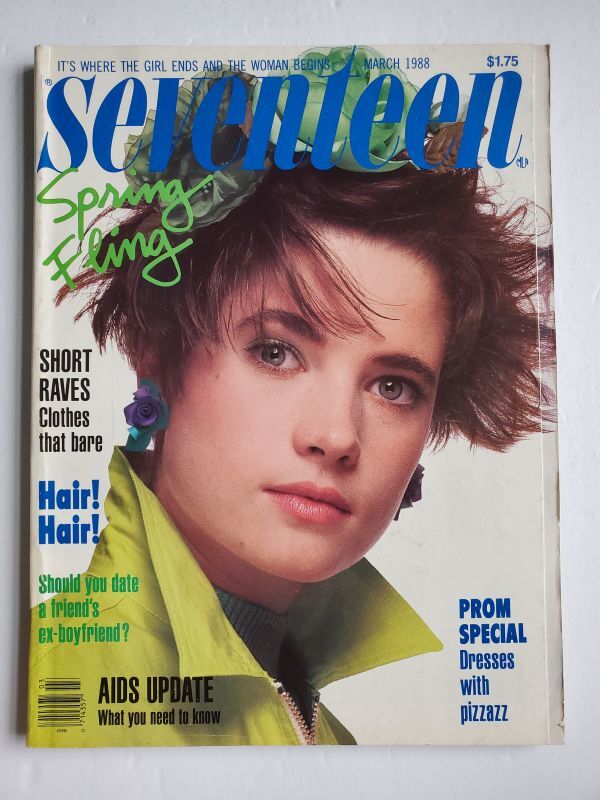 IT'S WHERE THE GIRL ENDS AND THE WOMAN BEGINS MARCH 1988 $1.75
seventeen
Spring
Fling
SHORT
RAVES
Clothes
that bare
Hair!
Hair!
Should you date
a friend's
ex-boyfriend?
AIDS UPDATE
What you need to know
PROM
SPECIAL
Dresses
with
pizzazz
03